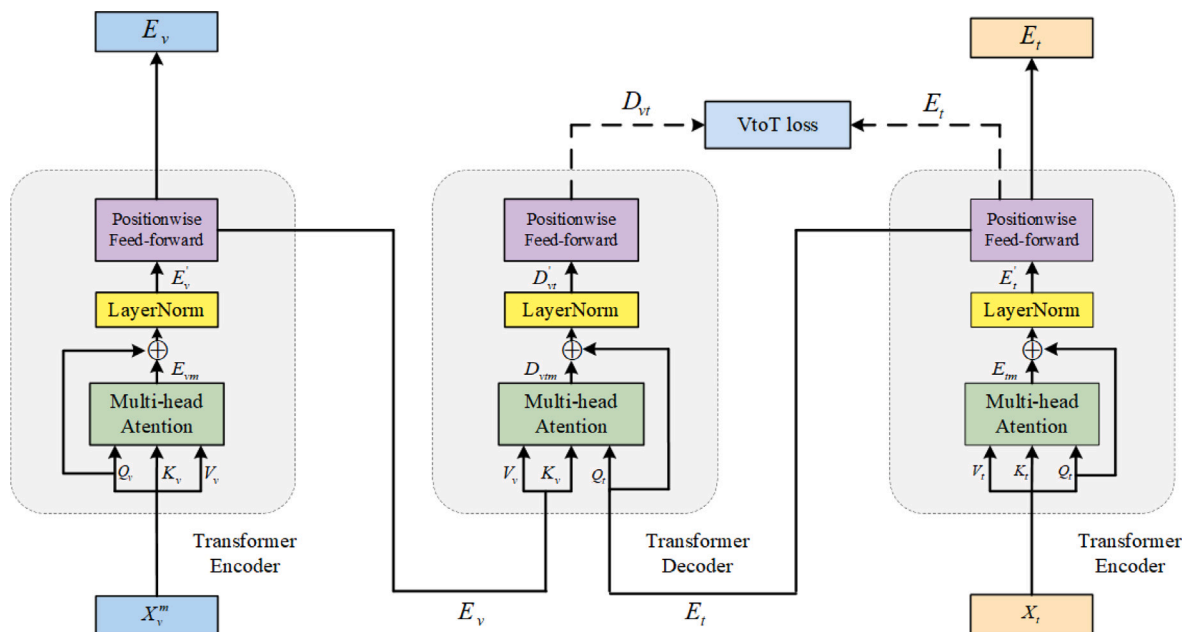 E_v
E_t
D_vt
VtoT loss
E_t
Positionwise
Feed-forward
Positionwise
Feed-forward
Positionwise
Feed-forward
E'_v
D'_vt
E'_t
LayerNorm
LayerNorm
LayerNorm
⊕
⊕
⊕
E_vm
D_vtm
E_tm
Multi-head
Atention
Multi-head
Atention
Multi-head
Atention
Q_v K_v V_v
V_v K_v Q_t
V_t K_t Q_t
Transformer
Encoder
Transformer
Decoder
Transformer
Encoder
X_v^m
E_v
E_t
X_t